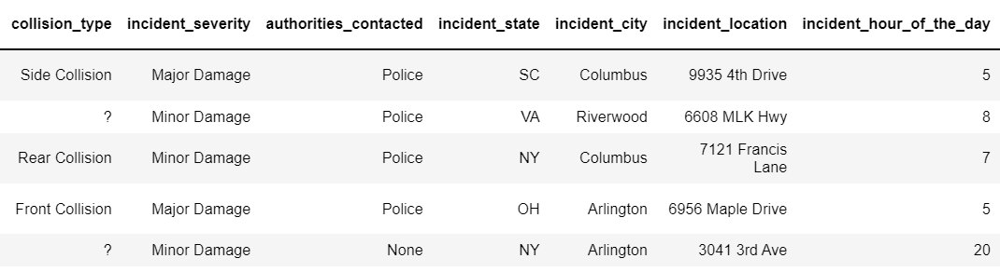 collision_type incident_severity authorities_contacted incident_state incident_city incident_location incident_hour_of_the_day
Side Collision Major Damage Police SC Columbus 9935 4th Drive 5
? Minor Damage Police VA Riverwood 6608 MLK Hwy 8
Rear Collision Minor Damage Police NY Columbus 7121 Francis Lane 7
Front Collision Major Damage Police OH Arlington 6956 Maple Drive 5
? Minor Damage None NY Arlington 3041 3rd Ave 20